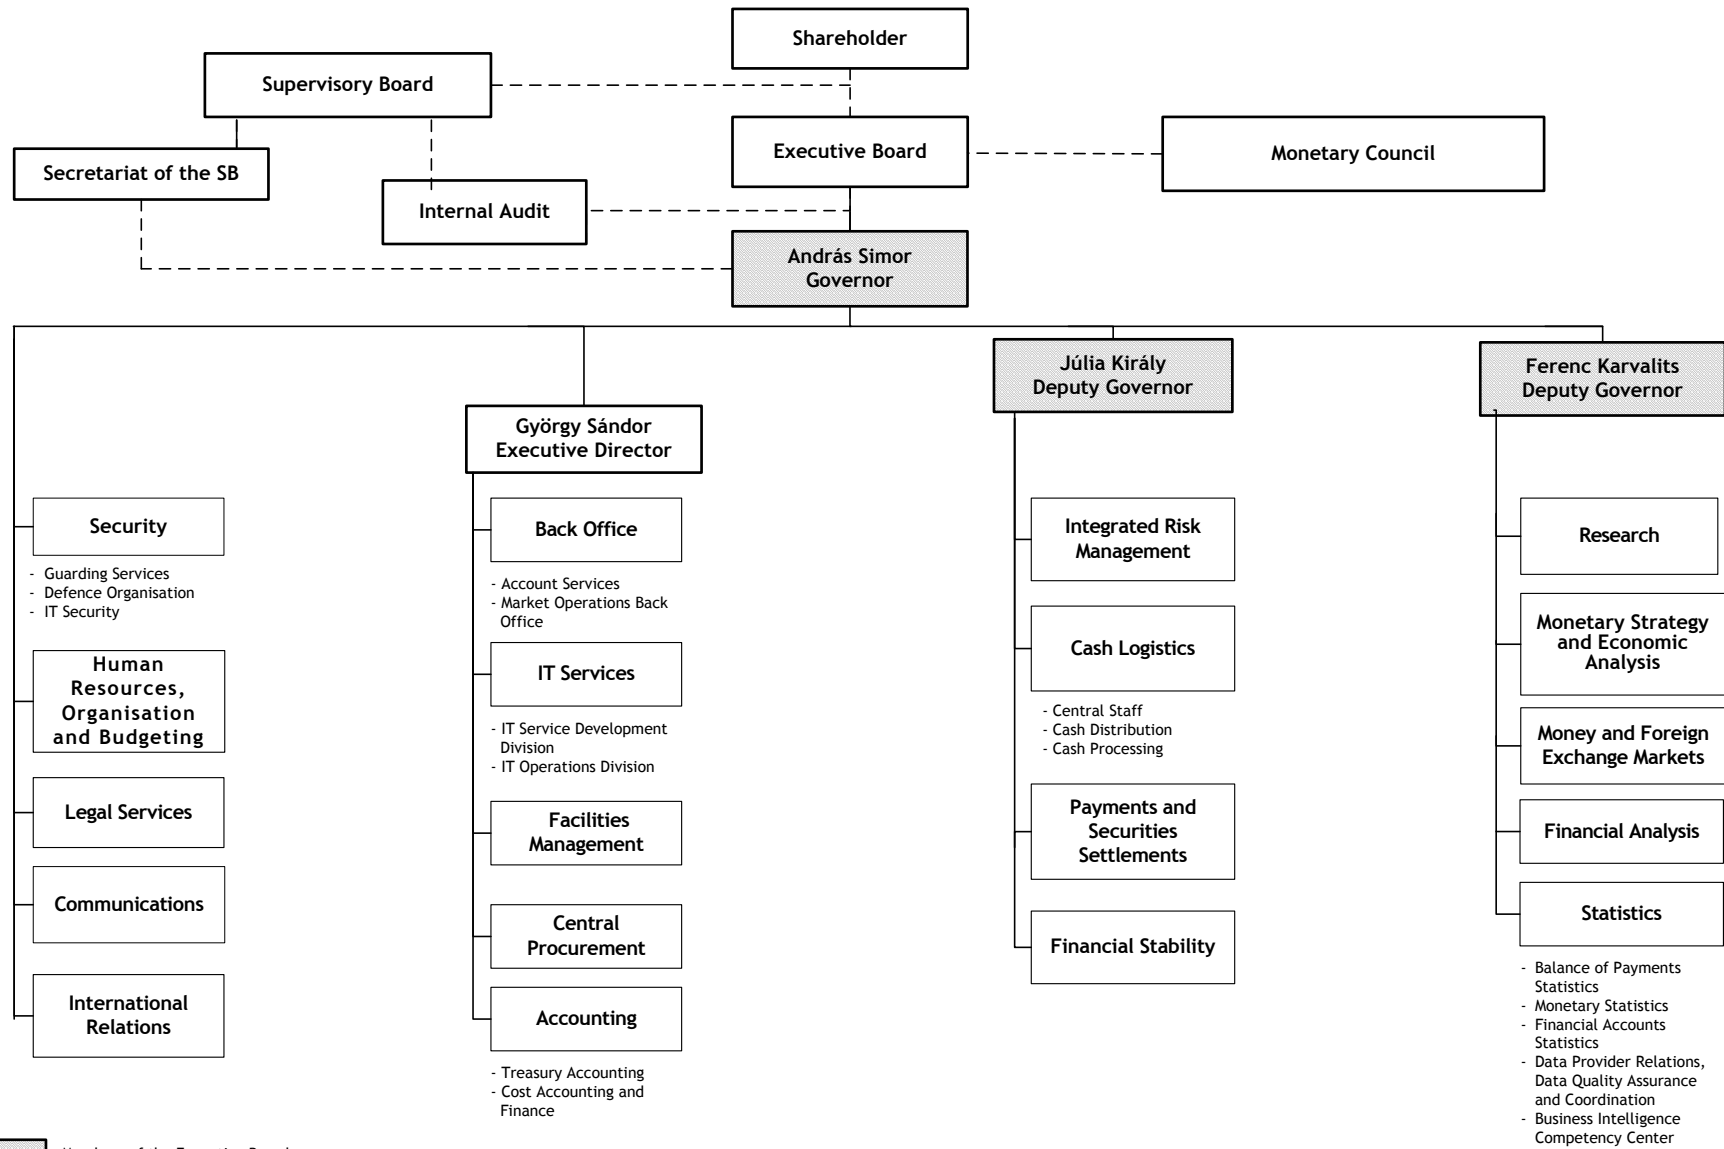 Shareholder
Supervisory Board
Executive Board
Monetary Council
Secretariat of the SB
Internal Audit
András Simor
Governor
Júlia Király
Deputy Governor
Ferenc Karvalits
Deputy Governor
György Sándor
Executive Director
Security
- Guarding Services
- Defence Organisation
- IT Security
Human
Resources,
Organisation
and Budgeting
Legal Services
Communications
International
Relations
Back Office
- Account Services
- Market Operations Back
Office
IT Services
- IT Service Development
Division
- IT Operations Division
Facilities
Management
Central
Procurement
Accounting
- Treasury Accounting
- Cost Accounting and
Finance
Integrated Risk
Management
Cash Logistics
- Central Staff
- Cash Distribution
- Cash Processing
Payments and
Securities
Settlements
Financial Stability
Research
Monetary Strategy
and Economic
Analysis
Money and Foreign
Exchange Markets
Financial Analysis
Statistics
- Balance of Payments
Statistics
- Monetary Statistics
- Financial Accounts
Statistics
- Data Provider Relations,
Data Quality Assurance
and Coordination
- Business Intelligence
Competency Center